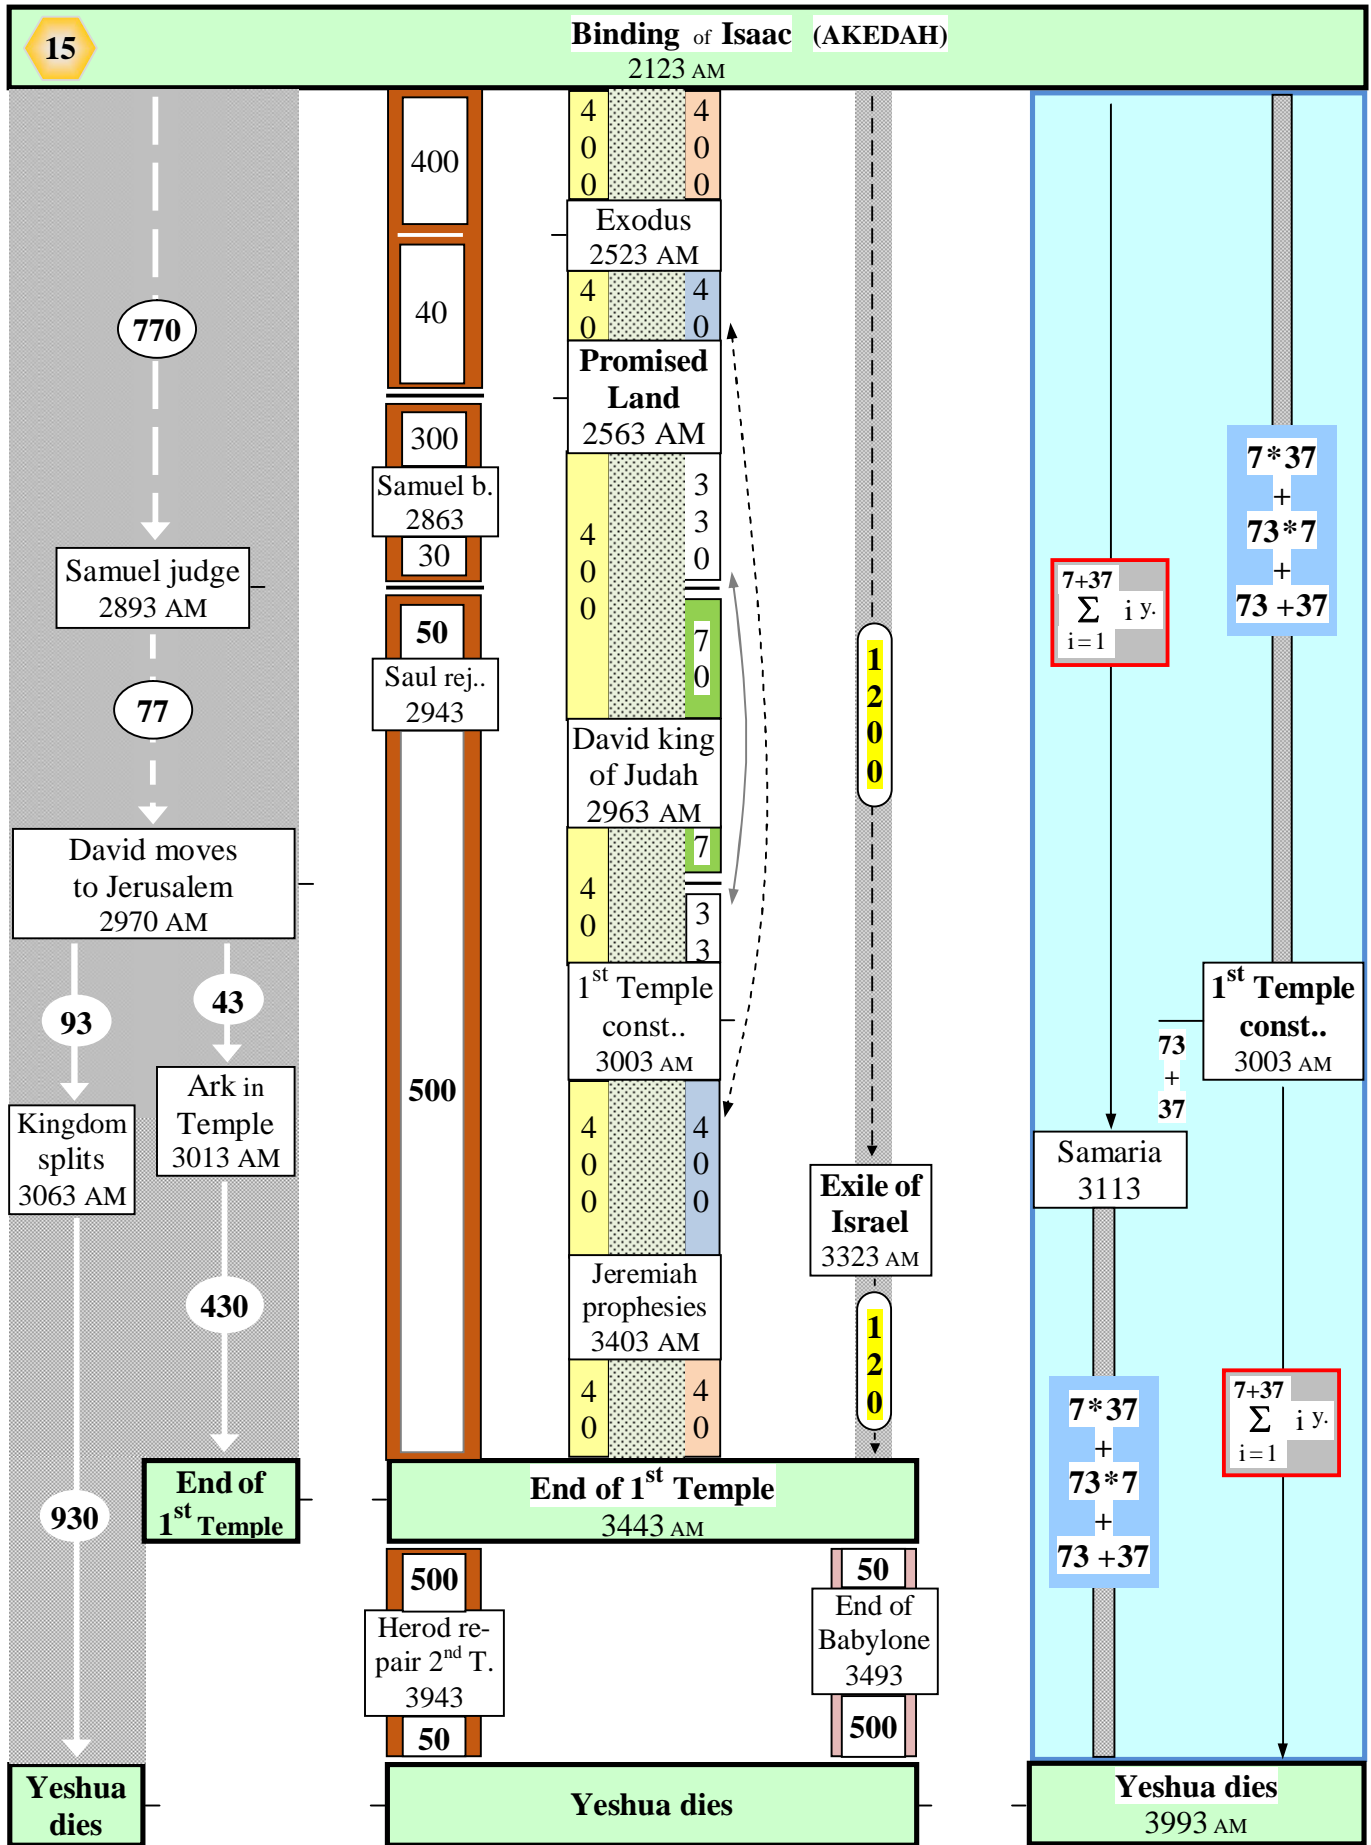 15
Binding of Isaac (AKEDAH)
2123 AM
770
Samuel judge
2893 AM
77
David moves
to Jerusalem
2970 AM
93
43
Kingdom
splits
3063 AM
Ark in
Temple
3013 AM
430
930
End of
1st Temple
Yeshua
dies
400
40
300
Samuel b.
2863
30
50
Saul rej..
2943
500
4
0
0
4
0
0
Exodus
2523 AM
4
0
4
0
Promised
Land
2563 AM
4
0
0
3
3
0
7
0
David king
of Judah
2963 AM
4
0
7
3
3
1st Temple
const..
3003 AM
4
0
0
4
0
0
Jeremiah
prophesies
3403 AM
4
0
4
0
1
2
0
0
Exile of
Israel
3323 AM
1
2
0
End of 1st Temple
3443 AM
500
Herod re-
pair 2nd T.
3943
50
50
End of
Babylone
3493
500
Yeshua dies
7+37
Σ i y.
i=1
7*37
+
73*7
+
73 +37
1st Temple
const..
3003 AM
73
+
37
Samaria
3113
7*37
+
73*7
+
73 +37
7+37
Σ i y.
i=1
Yeshua dies
3993 AM